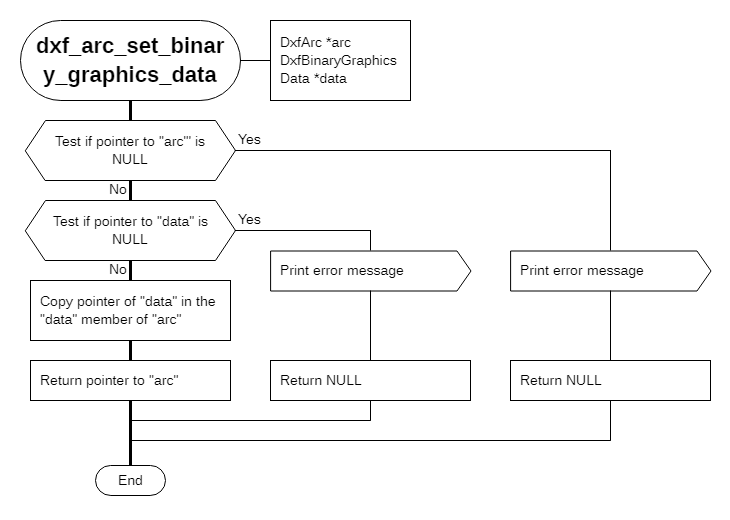 dxf_arc_set_binar
y_graphics_data
DxfArc *arc
DxfBinaryGraphics
Data *data
Test if pointer to "arc'" is
NULL
Yes
No
Test if pointer to "data" is
NULL
Yes
No
Print error message
Print error message
Copy pointer of "data" in the
"data" member of "arc"
Return pointer to "arc"
Return NULL
Return NULL
End